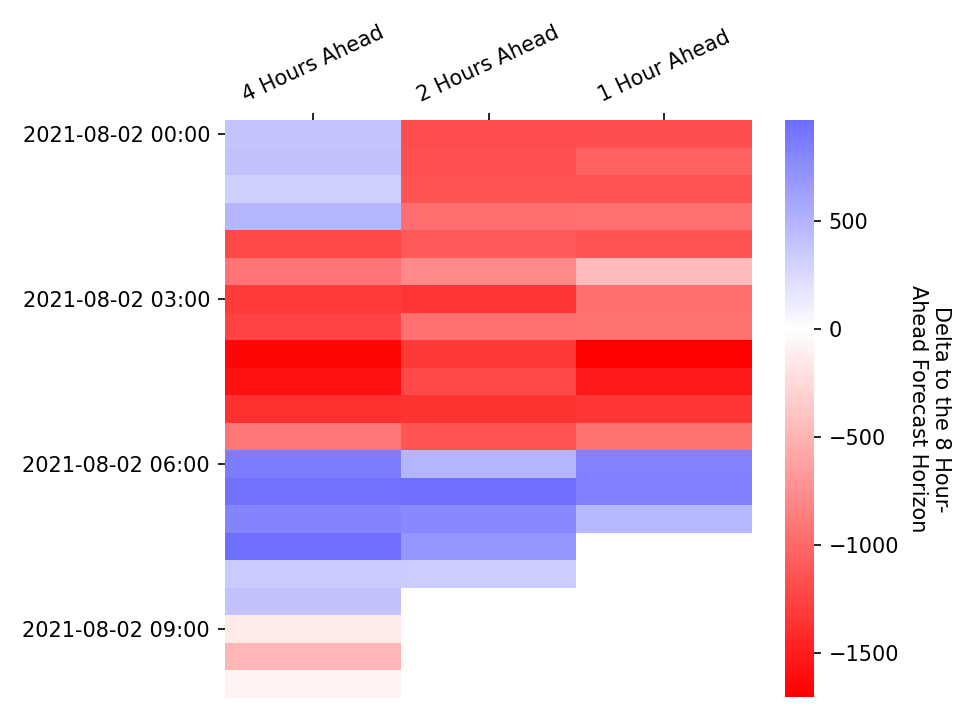 4 Hours Ahead
2 Hours Ahead
1 Hour Ahead
2021-08-02 00:00
2021-08-02 03:00
2021-08-02 06:00
2021-08-02 09:00
500
0
−500
−1000
−1500
Delta to the 8 Hour-
Ahead Forecast Horizon